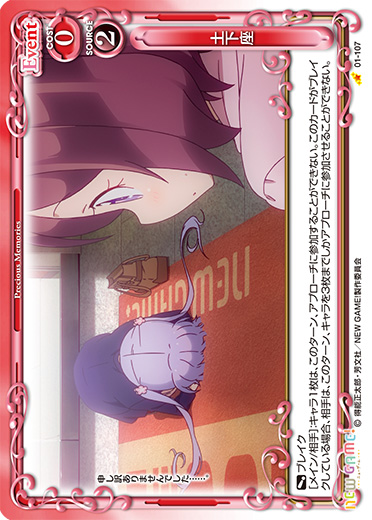 Event
COST 0
SOURCE 2
土下座
Precious Memories
NEW GAME!
申し訳ありませんでした……。
ブレイク
[メイン/相手]:キャラ1枚は、このターン、アプローチに参加することができない。このカードがブレイ
クしている場合、相手は、このターン、キャラを3枚までしかアプローチに参加させることができない。
NEW GAME!
© 得能正太郎・芳文社/NEW GAME!製作委員会
01-107